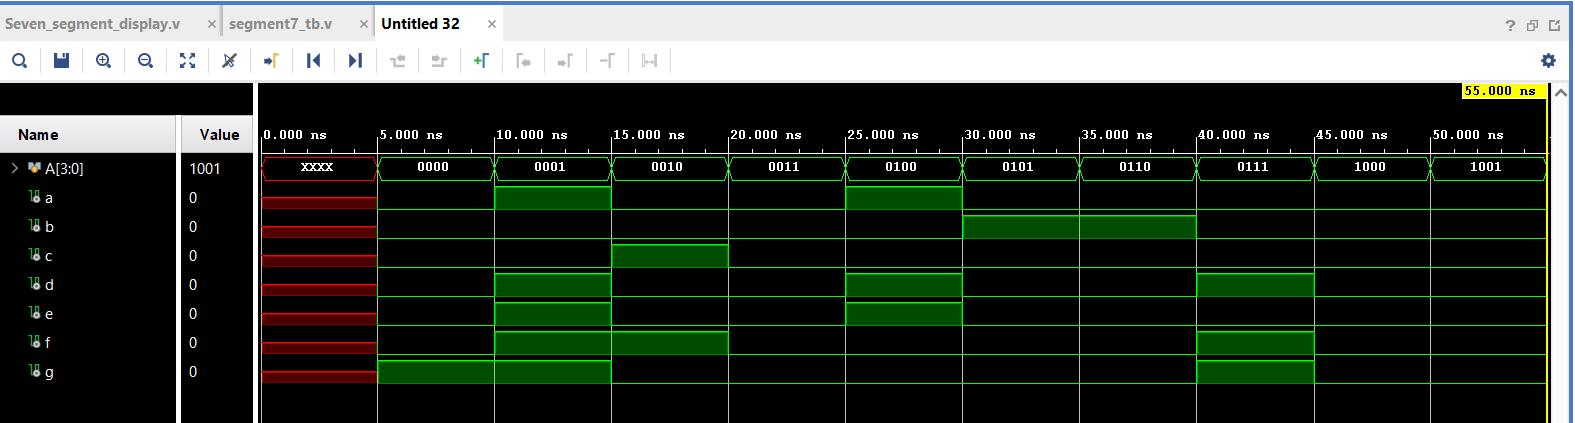 Seven_segment_display.v × segment7_tb.v × Untitled 32 ×
?
55.000 ns
Name Value 0.000 ns 5.000 ns 10.000 ns 15.000 ns 20.000 ns 25.000 ns 30.000 ns 35.000 ns 40.000 ns 45.000 ns 50.000 ns
A[3:0] 1001 XXXX 0000 0001 0010 0011 0100 0101 0110 0111 1000 1001
a 0
b 0
c 0
d 0
e 0
f 0
g 0